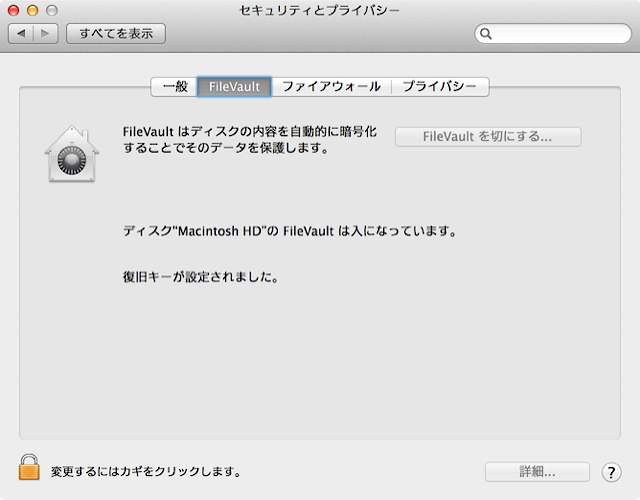 セキュリティとプライバシー
すべてを表示
一般 FileVault ファイアウォール プライバシー
FileVault はディスクの内容を自動的に暗号化
することでそのデータを保護します。
FileVault を切にする...
ディスク“Macintosh HD”の FileVault は入になっています。
復旧キーが設定されました。
変更するにはカギをクリックします。
詳細...
?